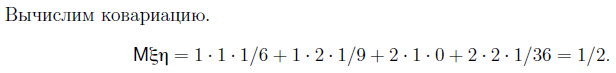 Вычислим ковариацию.
Mξη = 1 · 1 · 1/6 + 1 · 2 · 1/9 + 2 · 1 · 0 + 2 · 2 · 1/36 = 1/2.